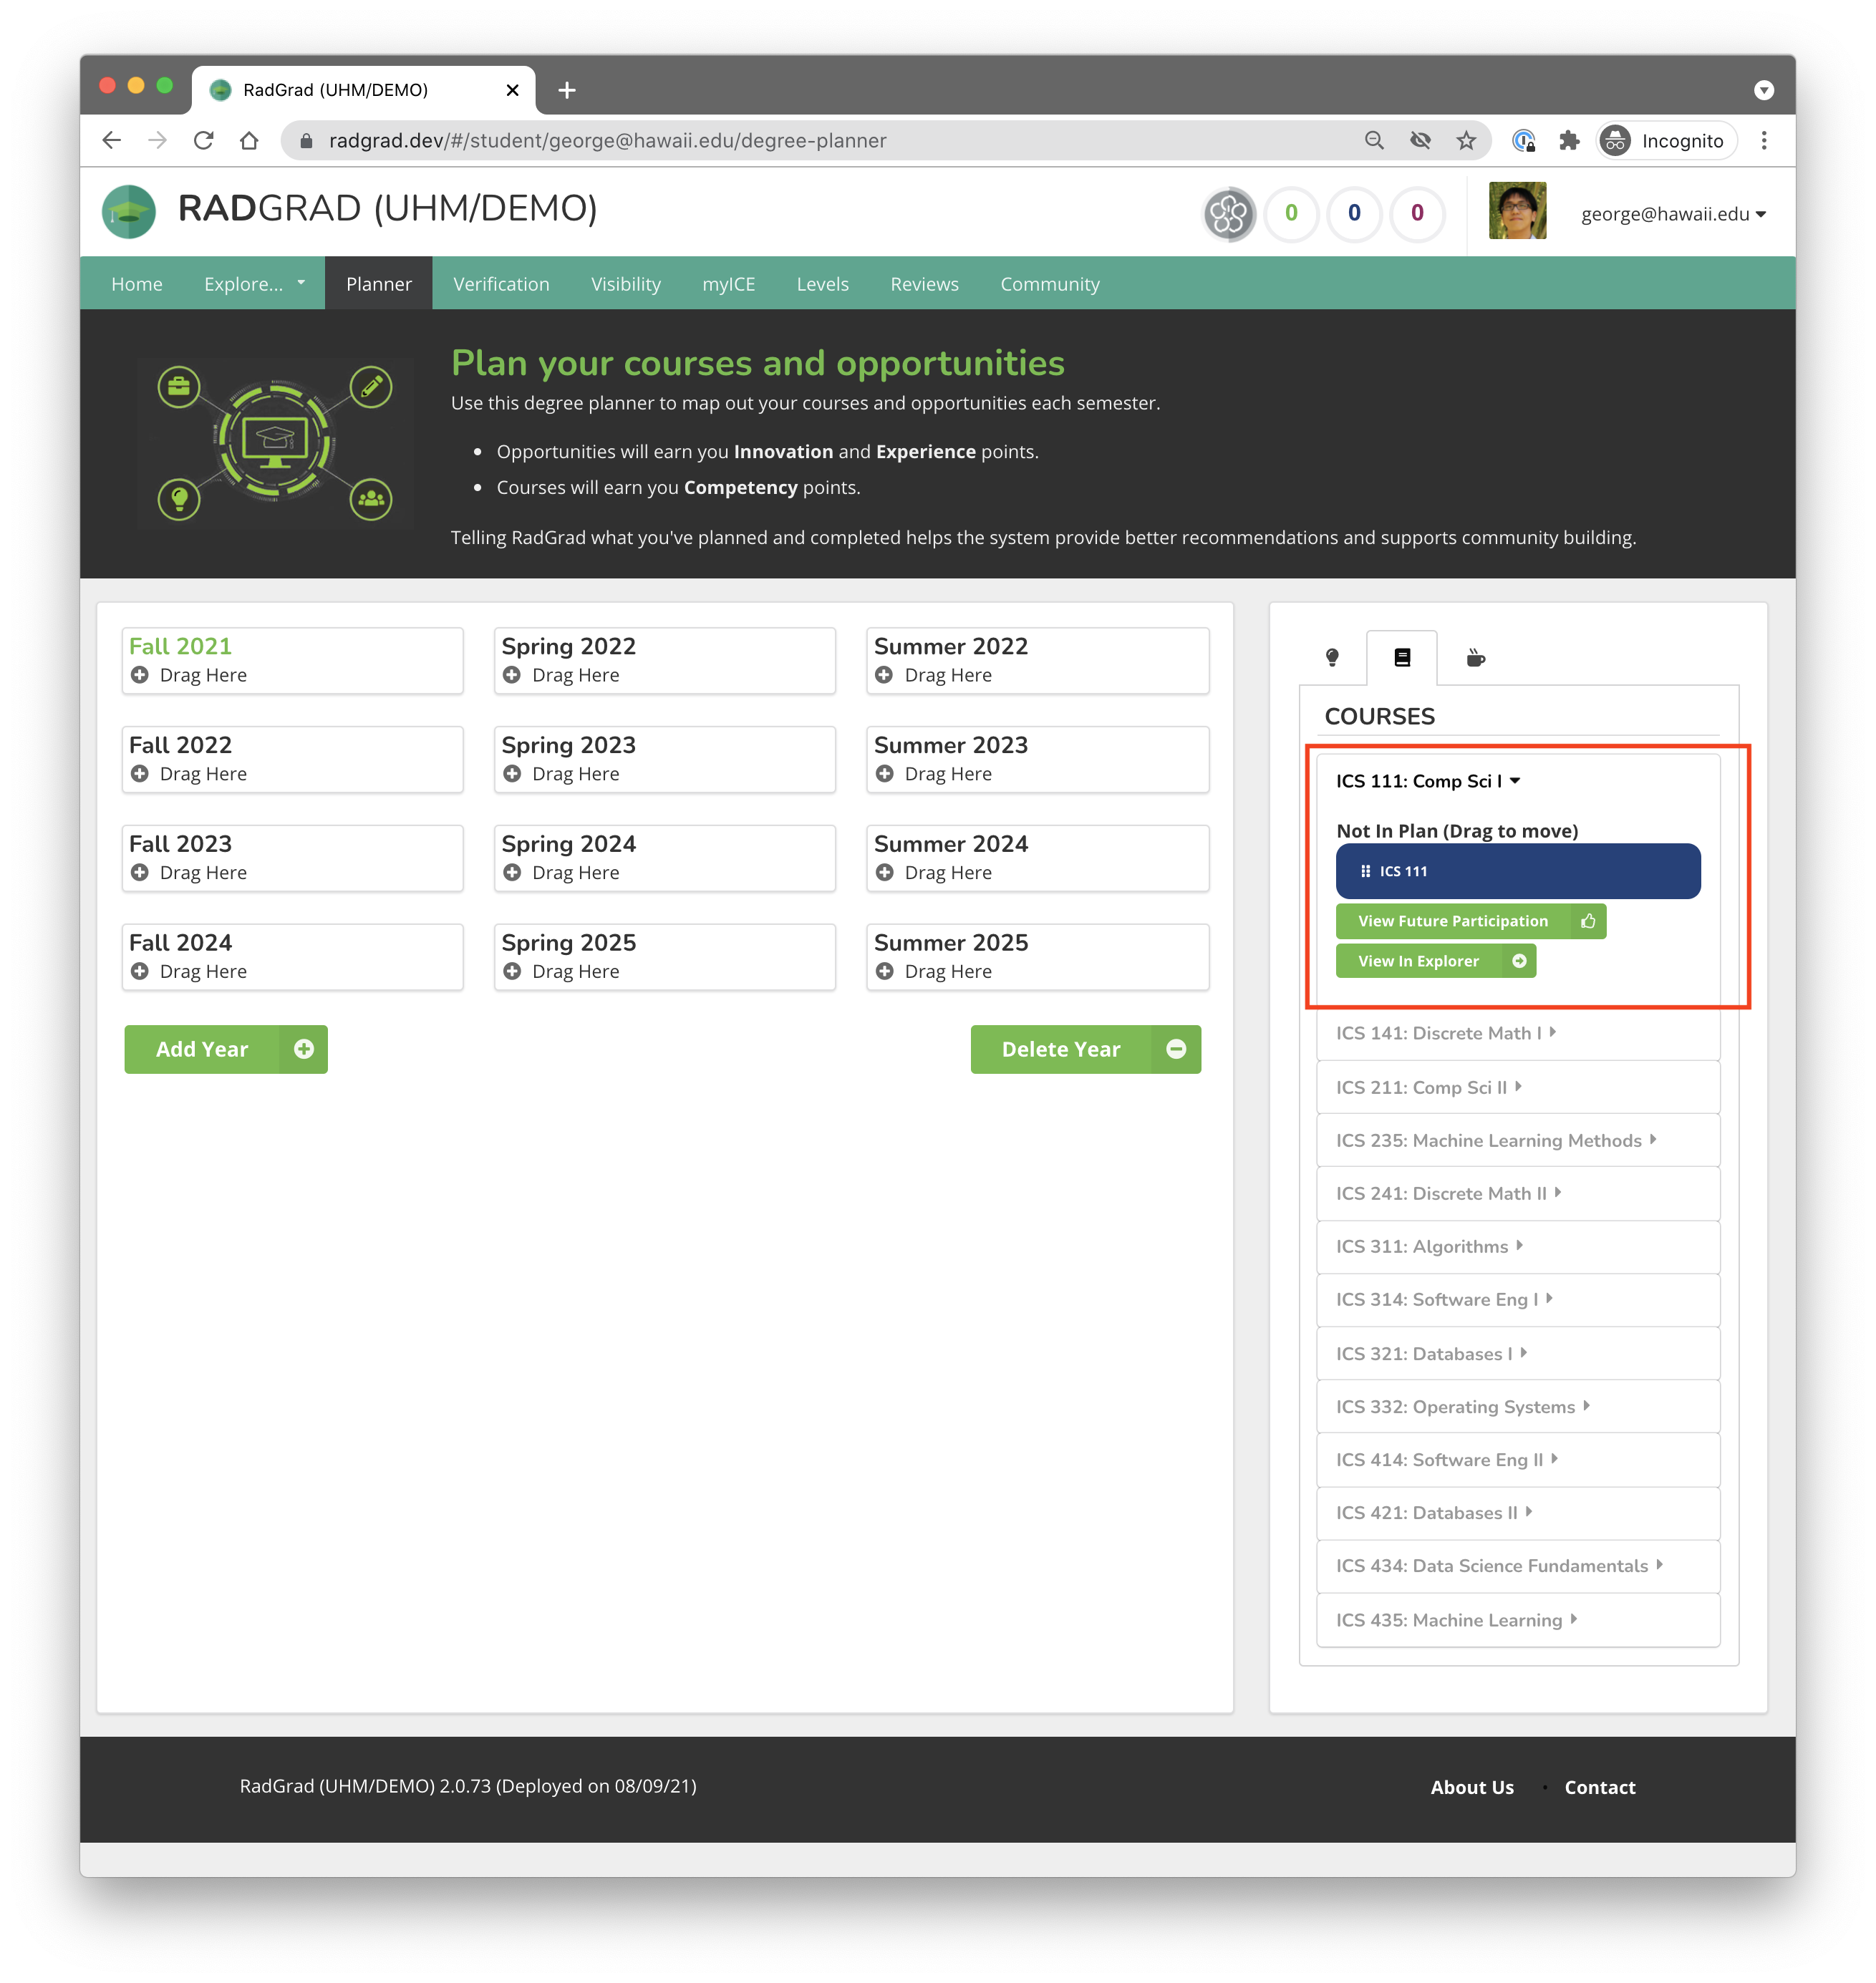 RadGrad (UHM/DEMO)
radgrad.dev/#/student/george@hawaii.edu/degree-planner
Incognito
RADGRAD (UHM/DEMO)
0 0 0
george@hawaii.edu
Home Explore... Planner Verification Visibility myICE Levels Reviews Community
Plan your courses and opportunities
Use this degree planner to map out your courses and opportunities each semester.
Opportunities will earn you Innovation and Experience points.
Courses will earn you Competency points.
Telling RadGrad what you've planned and completed helps the system provide better recommendations and supports community building.
Fall 2021 Spring 2022 Summer 2022
Drag Here Drag Here Drag Here
Fall 2022 Spring 2023 Summer 2023
Drag Here Drag Here Drag Here
Fall 2023 Spring 2024 Summer 2024
Drag Here Drag Here Drag Here
Fall 2024 Spring 2025 Summer 2025
Drag Here Drag Here Drag Here
Add Year Delete Year
COURSES
ICS 111: Comp Sci I
Not In Plan (Drag to move)
ICS 111
View Future Participation
View In Explorer
ICS 141: Discrete Math I
ICS 211: Comp Sci II
ICS 235: Machine Learning Methods
ICS 241: Discrete Math II
ICS 311: Algorithms
ICS 314: Software Eng I
ICS 321: Databases I
ICS 332: Operating Systems
ICS 414: Software Eng II
ICS 421: Databases II
ICS 434: Data Science Fundamentals
ICS 435: Machine Learning
RadGrad (UHM/DEMO) 2.0.73 (Deployed on 08/09/21)
About Us · Contact